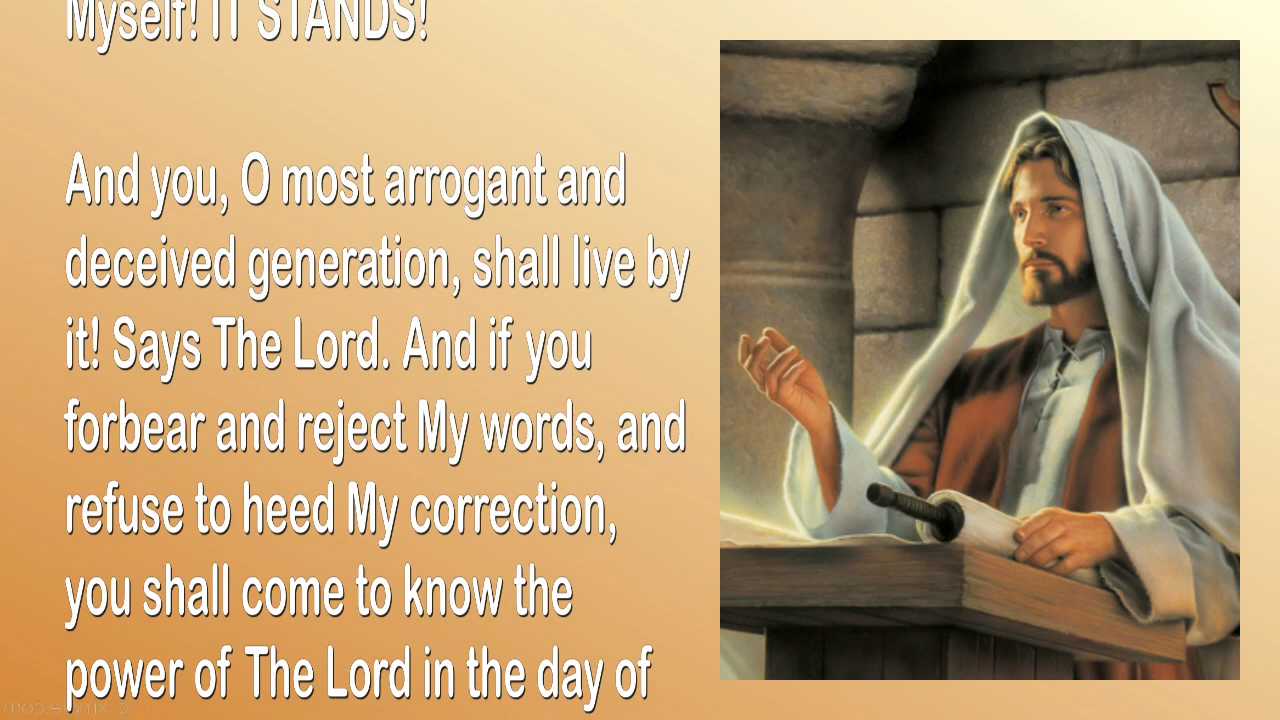 Myself! IT STANDS!
And you, O most arrogant and
deceived generation, shall live by
it! Says The Lord. And if you
forbear and reject My words, and
refuse to heed My correction,
you shall come to know the
power of The Lord in the day of